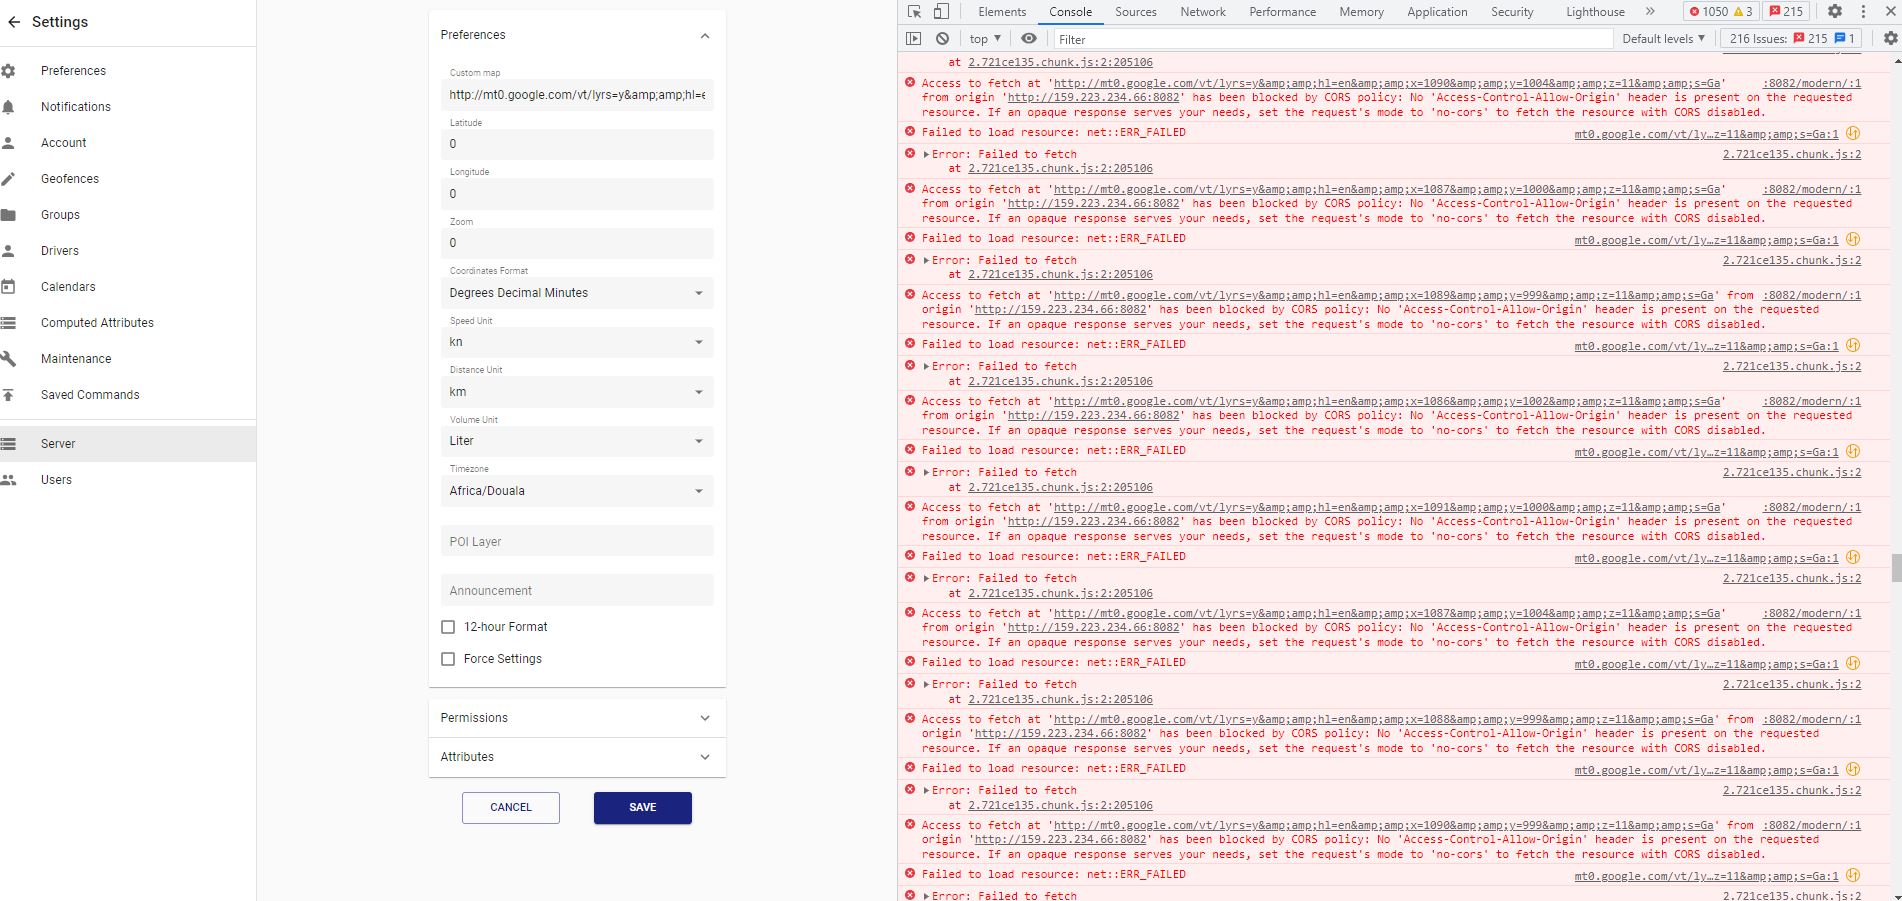 Settings
Preferences
Notifications
Account
Geofences
Groups
Drivers
Calendars
Computed Attributes
Maintenance
Saved Commands
Server
Users
Preferences
Custom map
http://mt0.google.com/vt/lyrs=y&amp;amp;hl=e
Latitude
0
Longitude
0
Zoom
0
Coordinates Format
Degrees Decimal Minutes
Speed Unit
kn
Distance Unit
km
Volume Unit
Liter
Timezone
Africa/Douala
POI Layer
Announcement
12-hour Format
Force Settings
Permissions
Attributes
CANCEL SAVE
Elements Console Sources Network Performance Memory Application Security Lighthouse » 1050 3 215
top Filter Default levels 216 Issues: 215 1
at 2.721ce135.chunk.js:2:205106
Access to fetch at 'http://mt0.google.com/vt/lyrs=y&amp;amp;hl=en&amp;amp;x=1090&amp;amp;y=1004&amp;amp;z=11&amp;amp;s=Ga' :8082/modern/:1
from origin 'http://159.223.234.66:8082' has been blocked by CORS policy: No 'Access-Control-Allow-Origin' header is present on the requested
resource. If an opaque response serves your needs, set the request's mode to 'no-cors' to fetch the resource with CORS disabled.
Failed to load resource: net::ERR_FAILED mt0.google.com/vt/ly…z=11&amp;amp;s=Ga:1
Error: Failed to fetch 2.721ce135.chunk.js:2
at 2.721ce135.chunk.js:2:205106
Access to fetch at 'http://mt0.google.com/vt/lyrs=y&amp;amp;hl=en&amp;amp;x=1087&amp;amp;y=1000&amp;amp;z=11&amp;amp;s=Ga' :8082/modern/:1
from origin 'http://159.223.234.66:8082' has been blocked by CORS policy: No 'Access-Control-Allow-Origin' header is present on the requested
resource. If an opaque response serves your needs, set the request's mode to 'no-cors' to fetch the resource with CORS disabled.
Failed to load resource: net::ERR_FAILED mt0.google.com/vt/ly…z=11&amp;amp;s=Ga:1
Error: Failed to fetch 2.721ce135.chunk.js:2
at 2.721ce135.chunk.js:2:205106
Access to fetch at 'http://mt0.google.com/vt/lyrs=y&amp;amp;hl=en&amp;amp;x=1089&amp;amp;y=999&amp;amp;z=11&amp;amp;s=Ga' from :8082/modern/:1
origin 'http://159.223.234.66:8082' has been blocked by CORS policy: No 'Access-Control-Allow-Origin' header is present on the requested
resource. If an opaque response serves your needs, set the request's mode to 'no-cors' to fetch the resource with CORS disabled.
Failed to load resource: net::ERR_FAILED mt0.google.com/vt/ly…z=11&amp;amp;s=Ga:1
Error: Failed to fetch 2.721ce135.chunk.js:2
at 2.721ce135.chunk.js:2:205106
Access to fetch at 'http://mt0.google.com/vt/lyrs=y&amp;amp;hl=en&amp;amp;x=1086&amp;amp;y=1002&amp;amp;z=11&amp;amp;s=Ga' :8082/modern/:1
from origin 'http://159.223.234.66:8082' has been blocked by CORS policy: No 'Access-Control-Allow-Origin' header is present on the requested
resource. If an opaque response serves your needs, set the request's mode to 'no-cors' to fetch the resource with CORS disabled.
Failed to load resource: net::ERR_FAILED mt0.google.com/vt/ly…z=11&amp;amp;s=Ga:1
Error: Failed to fetch 2.721ce135.chunk.js:2
at 2.721ce135.chunk.js:2:205106
Access to fetch at 'http://mt0.google.com/vt/lyrs=y&amp;amp;hl=en&amp;amp;x=1091&amp;amp;y=1000&amp;amp;z=11&amp;amp;s=Ga' :8082/modern/:1
from origin 'http://159.223.234.66:8082' has been blocked by CORS policy: No 'Access-Control-Allow-Origin' header is present on the requested
resource. If an opaque response serves your needs, set the request's mode to 'no-cors' to fetch the resource with CORS disabled.
Failed to load resource: net::ERR_FAILED mt0.google.com/vt/ly…z=11&amp;amp;s=Ga:1
Error: Failed to fetch 2.721ce135.chunk.js:2
at 2.721ce135.chunk.js:2:205106
Access to fetch at 'http://mt0.google.com/vt/lyrs=y&amp;amp;hl=en&amp;amp;x=1087&amp;amp;y=1004&amp;amp;z=11&amp;amp;s=Ga' :8082/modern/:1
from origin 'http://159.223.234.66:8082' has been blocked by CORS policy: No 'Access-Control-Allow-Origin' header is present on the requested
resource. If an opaque response serves your needs, set the request's mode to 'no-cors' to fetch the resource with CORS disabled.
Failed to load resource: net::ERR_FAILED mt0.google.com/vt/ly…z=11&amp;amp;s=Ga:1
Error: Failed to fetch 2.721ce135.chunk.js:2
at 2.721ce135.chunk.js:2:205106
Access to fetch at 'http://mt0.google.com/vt/lyrs=y&amp;amp;hl=en&amp;amp;x=1088&amp;amp;y=999&amp;amp;z=11&amp;amp;s=Ga' from :8082/modern/:1
origin 'http://159.223.234.66:8082' has been blocked by CORS policy: No 'Access-Control-Allow-Origin' header is present on the requested
resource. If an opaque response serves your needs, set the request's mode to 'no-cors' to fetch the resource with CORS disabled.
Failed to load resource: net::ERR_FAILED mt0.google.com/vt/ly…z=11&amp;amp;s=Ga:1
Error: Failed to fetch 2.721ce135.chunk.js:2
at 2.721ce135.chunk.js:2:205106
Access to fetch at 'http://mt0.google.com/vt/lyrs=y&amp;amp;hl=en&amp;amp;x=1090&amp;amp;y=999&amp;amp;z=11&amp;amp;s=Ga' from :8082/modern/:1
origin 'http://159.223.234.66:8082' has been blocked by CORS policy: No 'Access-Control-Allow-Origin' header is present on the requested
resource. If an opaque response serves your needs, set the request's mode to 'no-cors' to fetch the resource with CORS disabled.
Failed to load resource: net::ERR_FAILED mt0.google.com/vt/ly…z=11&amp;amp;s=Ga:1
Error: Failed to fetch 2.721ce135.chunk.js:2